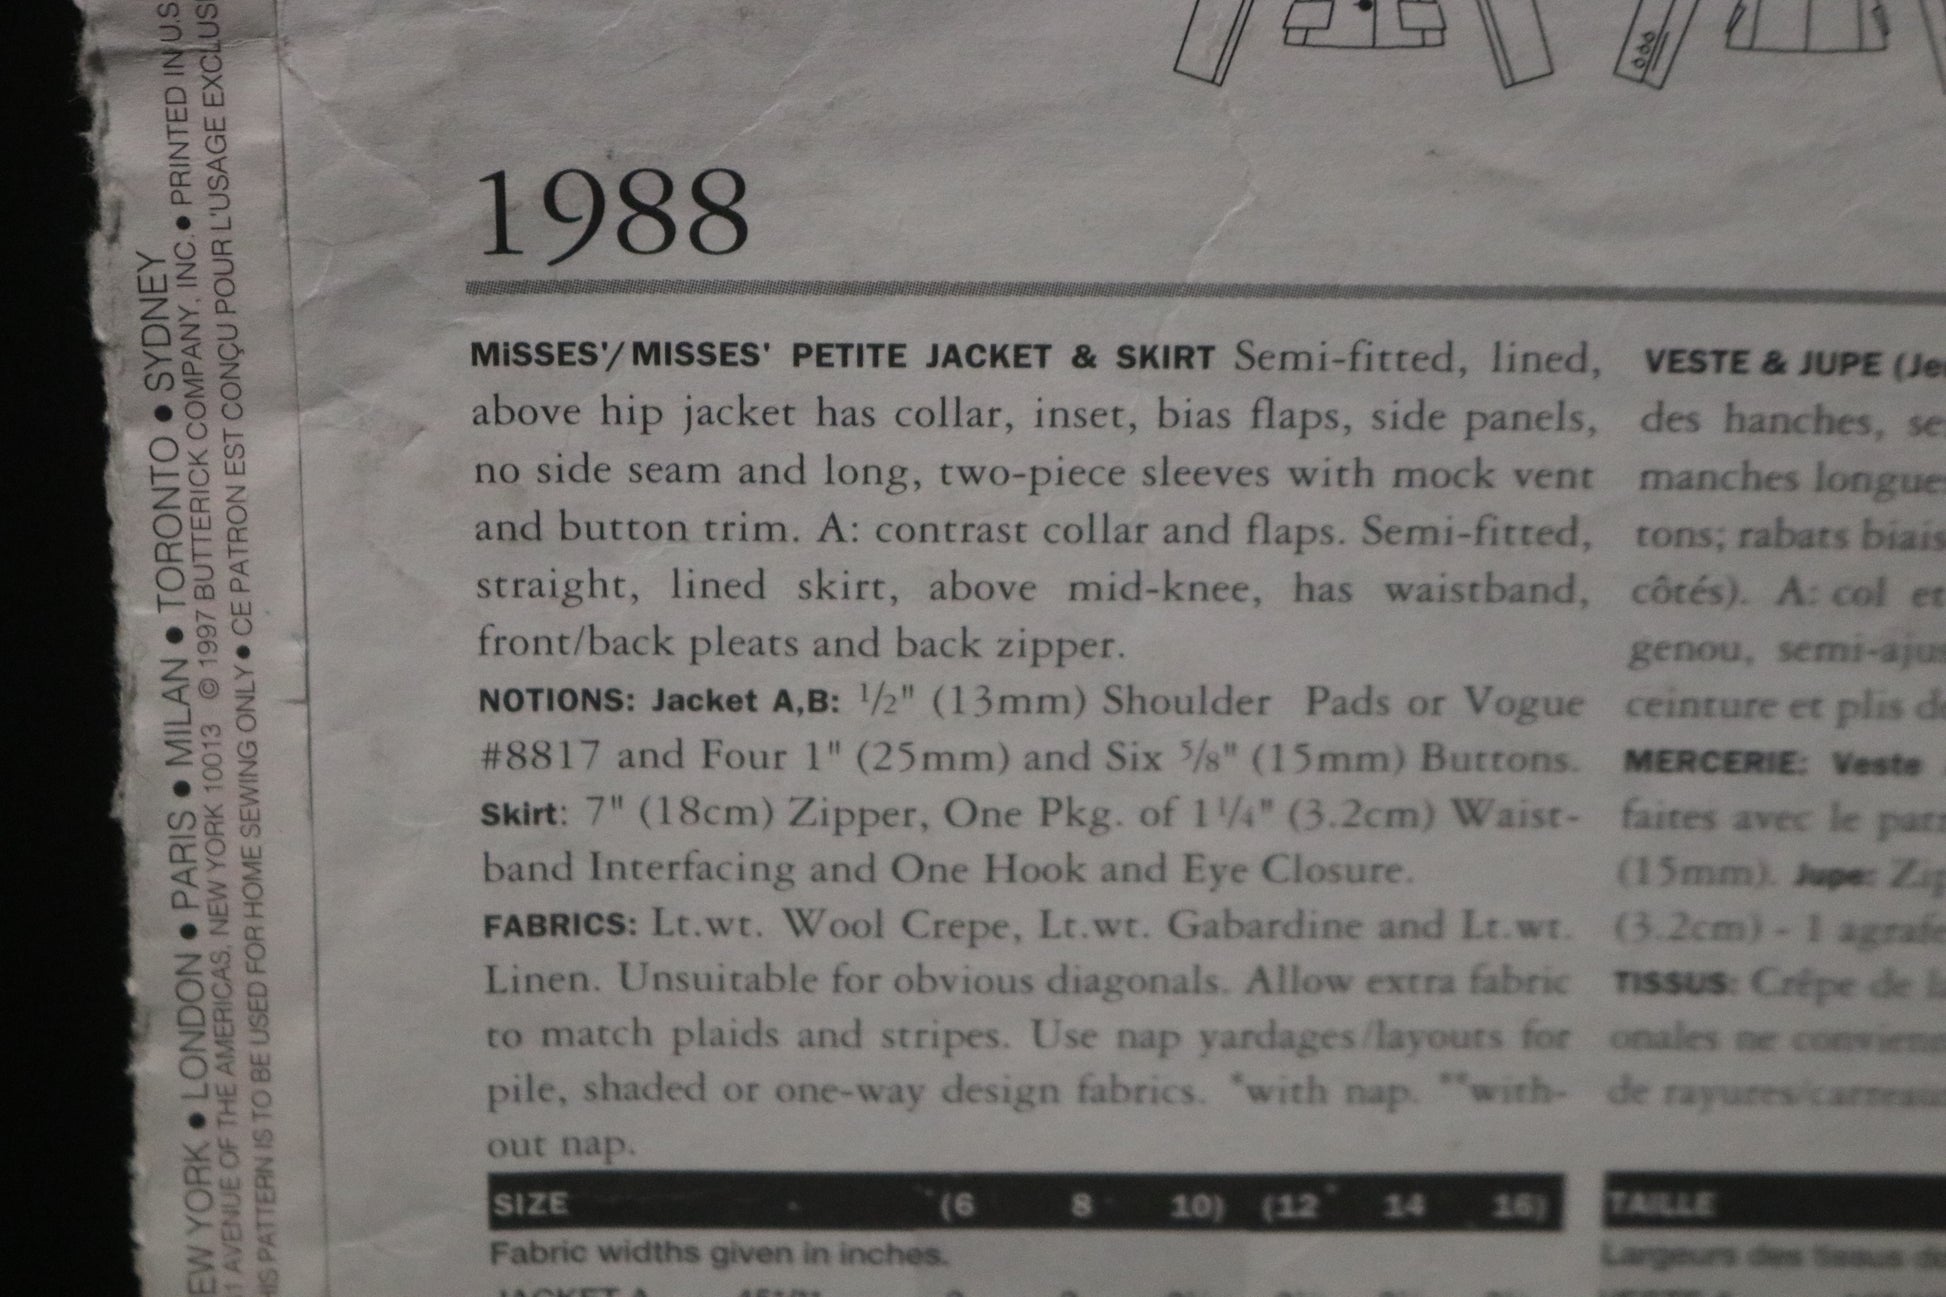 EW YORK ● LONDON ● PARIS ● MILAN ● TORONTO ● SYDNEY
1 AVENUE OF THE AMERICAS, NEW YORK 10013 © 1997 BUTTERICK COMPANY, INC. ● PRINTED IN U.S
HIS PATTERN IS TO BE USED FOR HOME SEWING ONLY ● CE PATRON EST CONÇU POUR L'USAGE EXCLUSI
1988
MiSSES'/MISSES' PETITE JACKET & SKIRT Semi-fitted, lined,
above hip jacket has collar, inset, bias flaps, side panels,
no side seam and long, two-piece sleeves with mock vent
and button trim. A: contrast collar and flaps. Semi-fitted,
straight, lined skirt, above mid-knee, has waistband,
front/back pleats and back zipper.
NOTIONS: Jacket A,B: 1/2" (13mm) Shoulder Pads or Vogue
#8817 and Four 1" (25mm) and Six 5/8" (15mm) Buttons.
Skirt: 7" (18cm) Zipper, One Pkg. of 1 1/4" (3.2cm) Waist-
band Interfacing and One Hook and Eye Closure.
FABRICS: Lt.wt. Wool Crepe, Lt.wt. Gabardine and Lt.wt.
Linen. Unsuitable for obvious diagonals. Allow extra fabric
to match plaids and stripes. Use nap yardages/layouts for
pile, shaded or one-way design fabrics. *with nap. **with-
out nap.
SIZE (6 8 10) (12 14 16)
Fabric widths given in inches.
JACKET A
VESTE & JUPE (Je
des hanches, se
manches longue
tons; rabats biais
côtés). A: col et
genou, semi-ajus
ceinture et plis d
MERCERIE: Veste
faites avec le pat
(15mm). Jupe: Zip
(3.2cm) - 1 agrafe
TISSUS: Crêpe de l
onales ne convienn
de rayures/carreau
TAILLE
Largeurs des tissus d